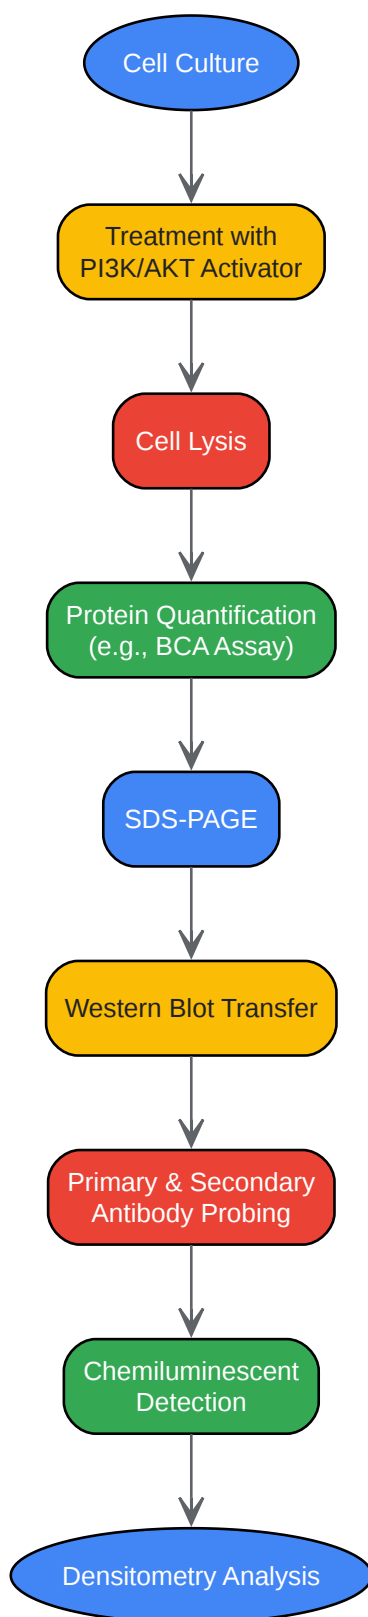 Cell Culture
Treatment with
PI3K/AKT Activator
Cell Lysis
Protein Quantification
(e.g., BCA Assay)
SDS-PAGE
Western Blot Transfer
Primary & Secondary
Antibody Probing
Chemiluminescent
Detection
Densitometry Analysis